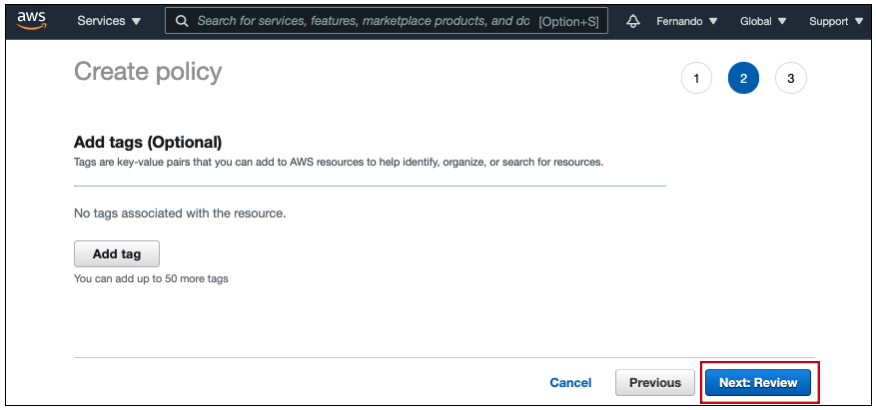 aws Services ▼ Search for services, features, marketplace products, and do [Option+S] Fernando ▼ Global ▼ Support ▼
Create policy 1 2 3
Add tags (Optional)
Tags are key-value pairs that you can add to AWS resources to help identify, organize, or search for resources.
No tags associated with the resource.
Add tag
You can add up to 50 more tags
Cancel Previous Next: Review